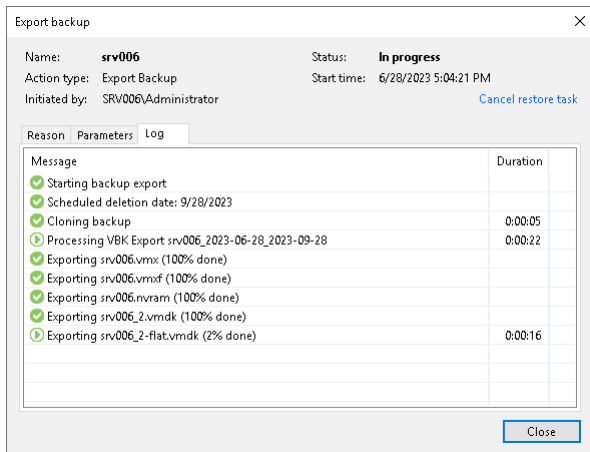 Export backup
Name: srv006 Status: In progress
Action type: Export Backup Start time: 6/28/2023 5:04:21 PM
Initiated by: SRV006\Administrator Cancel restore task
Reason Parameters Log
Message Duration
Starting backup export
Scheduled deletion date: 9/28/2023
Cloning backup 0:00:05
Processing VBK Export srv006_2023-06-28_2023-09-28 0:00:22
Exporting srv006.vmx (100% done)
Exporting srv006.vmxf (100% done)
Exporting srv006.nvram (100% done)
Exporting srv006_2.vmdk (100% done)
Exporting srv006_2-flat.vmdk (2% done) 0:00:16
Close